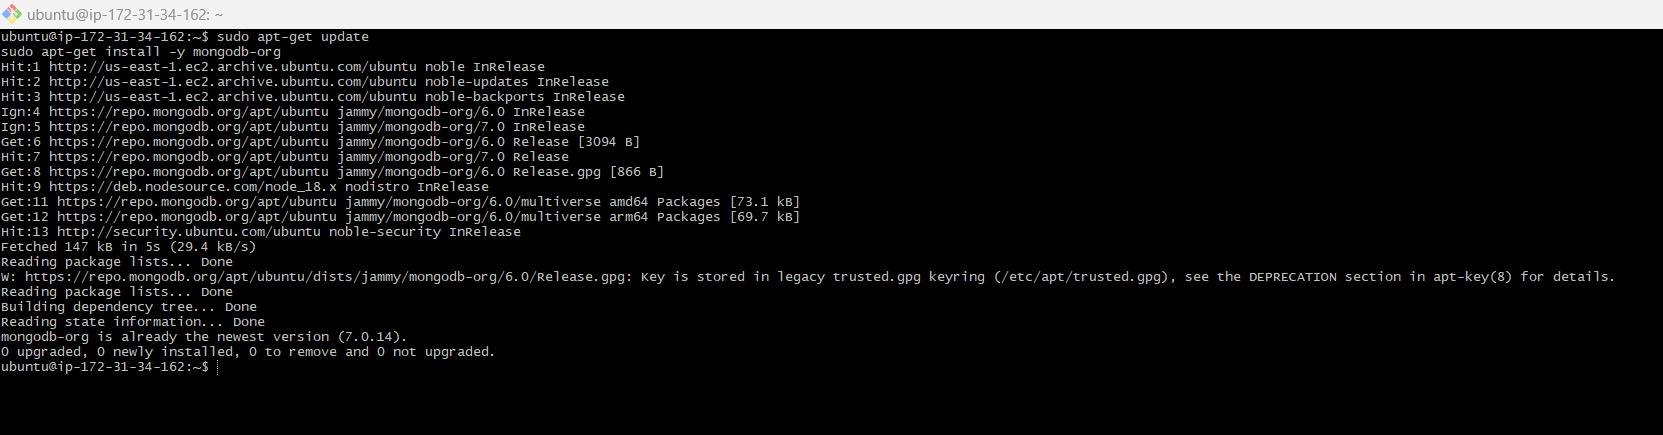 ubuntu@ip-172-31-34-162: ~
ubuntu@ip-172-31-34-162:~$ sudo apt-get update
sudo apt-get install -y mongodb-org
Hit:1 http://us-east-1.ec2.archive.ubuntu.com/ubuntu noble InRelease
Hit:2 http://us-east-1.ec2.archive.ubuntu.com/ubuntu noble-updates InRelease
Hit:3 http://us-east-1.ec2.archive.ubuntu.com/ubuntu noble-backports InRelease
Ign:4 https://repo.mongodb.org/apt/ubuntu jammy/mongodb-org/6.0 InRelease
Ign:5 https://repo.mongodb.org/apt/ubuntu jammy/mongodb-org/7.0 InRelease
Get:6 https://repo.mongodb.org/apt/ubuntu jammy/mongodb-org/6.0 Release [3094 B]
Hit:7 https://repo.mongodb.org/apt/ubuntu jammy/mongodb-org/7.0 Release
Get:8 https://repo.mongodb.org/apt/ubuntu jammy/mongodb-org/6.0 Release.gpg [866 B]
Hit:9 https://deb.nodesource.com/node_18.x nodistro InRelease
Get:11 https://repo.mongodb.org/apt/ubuntu jammy/mongodb-org/6.0/multiverse amd64 Packages [73.1 kB]
Get:12 https://repo.mongodb.org/apt/ubuntu jammy/mongodb-org/6.0/multiverse arm64 Packages [69.7 kB]
Hit:13 http://security.ubuntu.com/ubuntu noble-security InRelease
Fetched 147 kB in 5s (29.4 kB/s)
Reading package lists... Done
W: https://repo.mongodb.org/apt/ubuntu/dists/jammy/mongodb-org/6.0/Release.gpg: Key is stored in legacy trusted.gpg keyring (/etc/apt/trusted.gpg), see the DEPRECATION section in apt-key(8) for details.
Reading package lists... Done
Building dependency tree... Done
Reading state information... Done
mongodb-org is already the newest version (7.0.14).
0 upgraded, 0 newly installed, 0 to remove and 0 not upgraded.
ubuntu@ip-172-31-34-162:~$